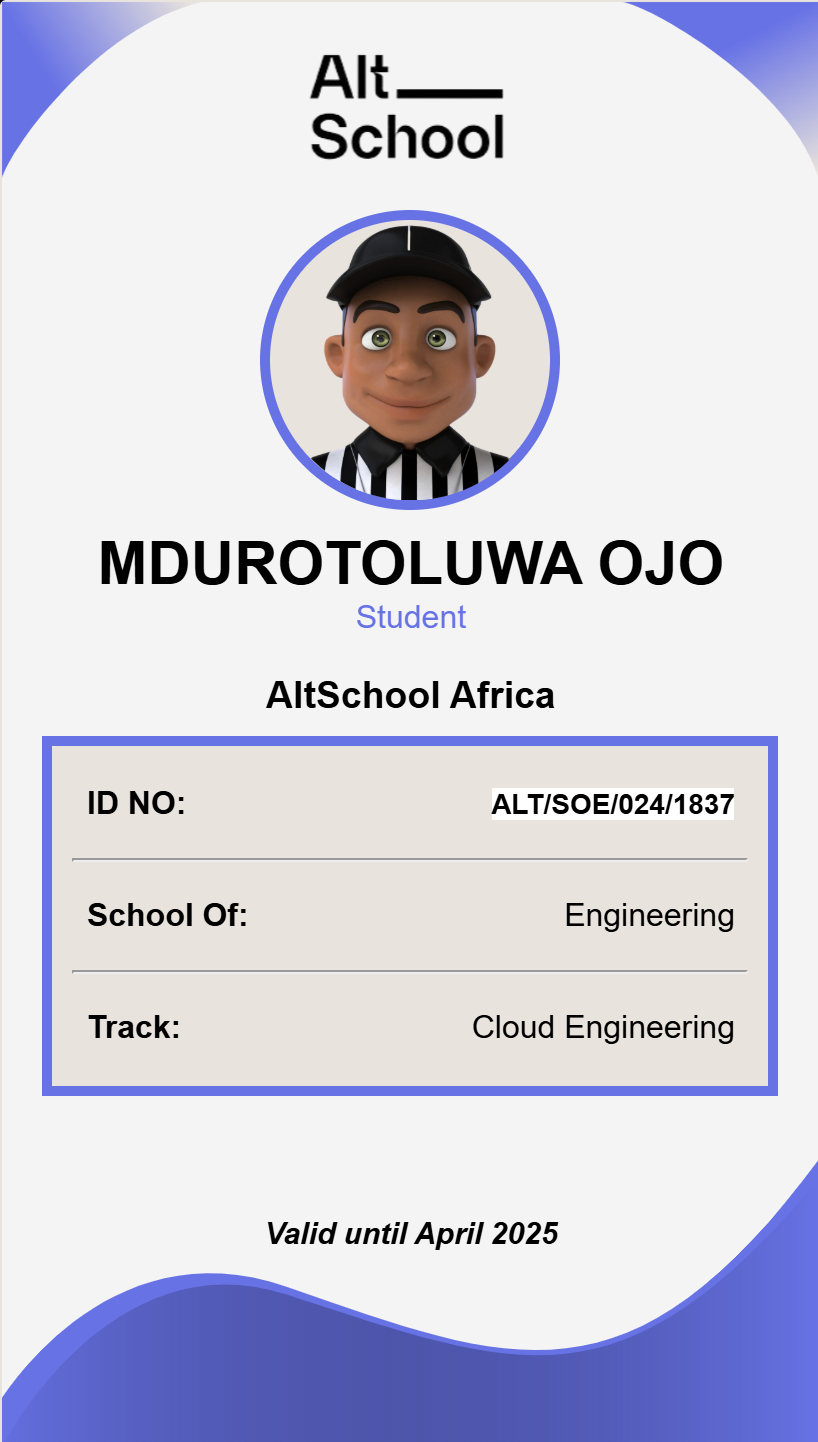 Alt
School
MDUROTOLUWA OJO
Student
AltSchool Africa
ID NO: ALT/SOE/024/1837
School Of: Engineering
Track: Cloud Engineering
Valid until April 2025